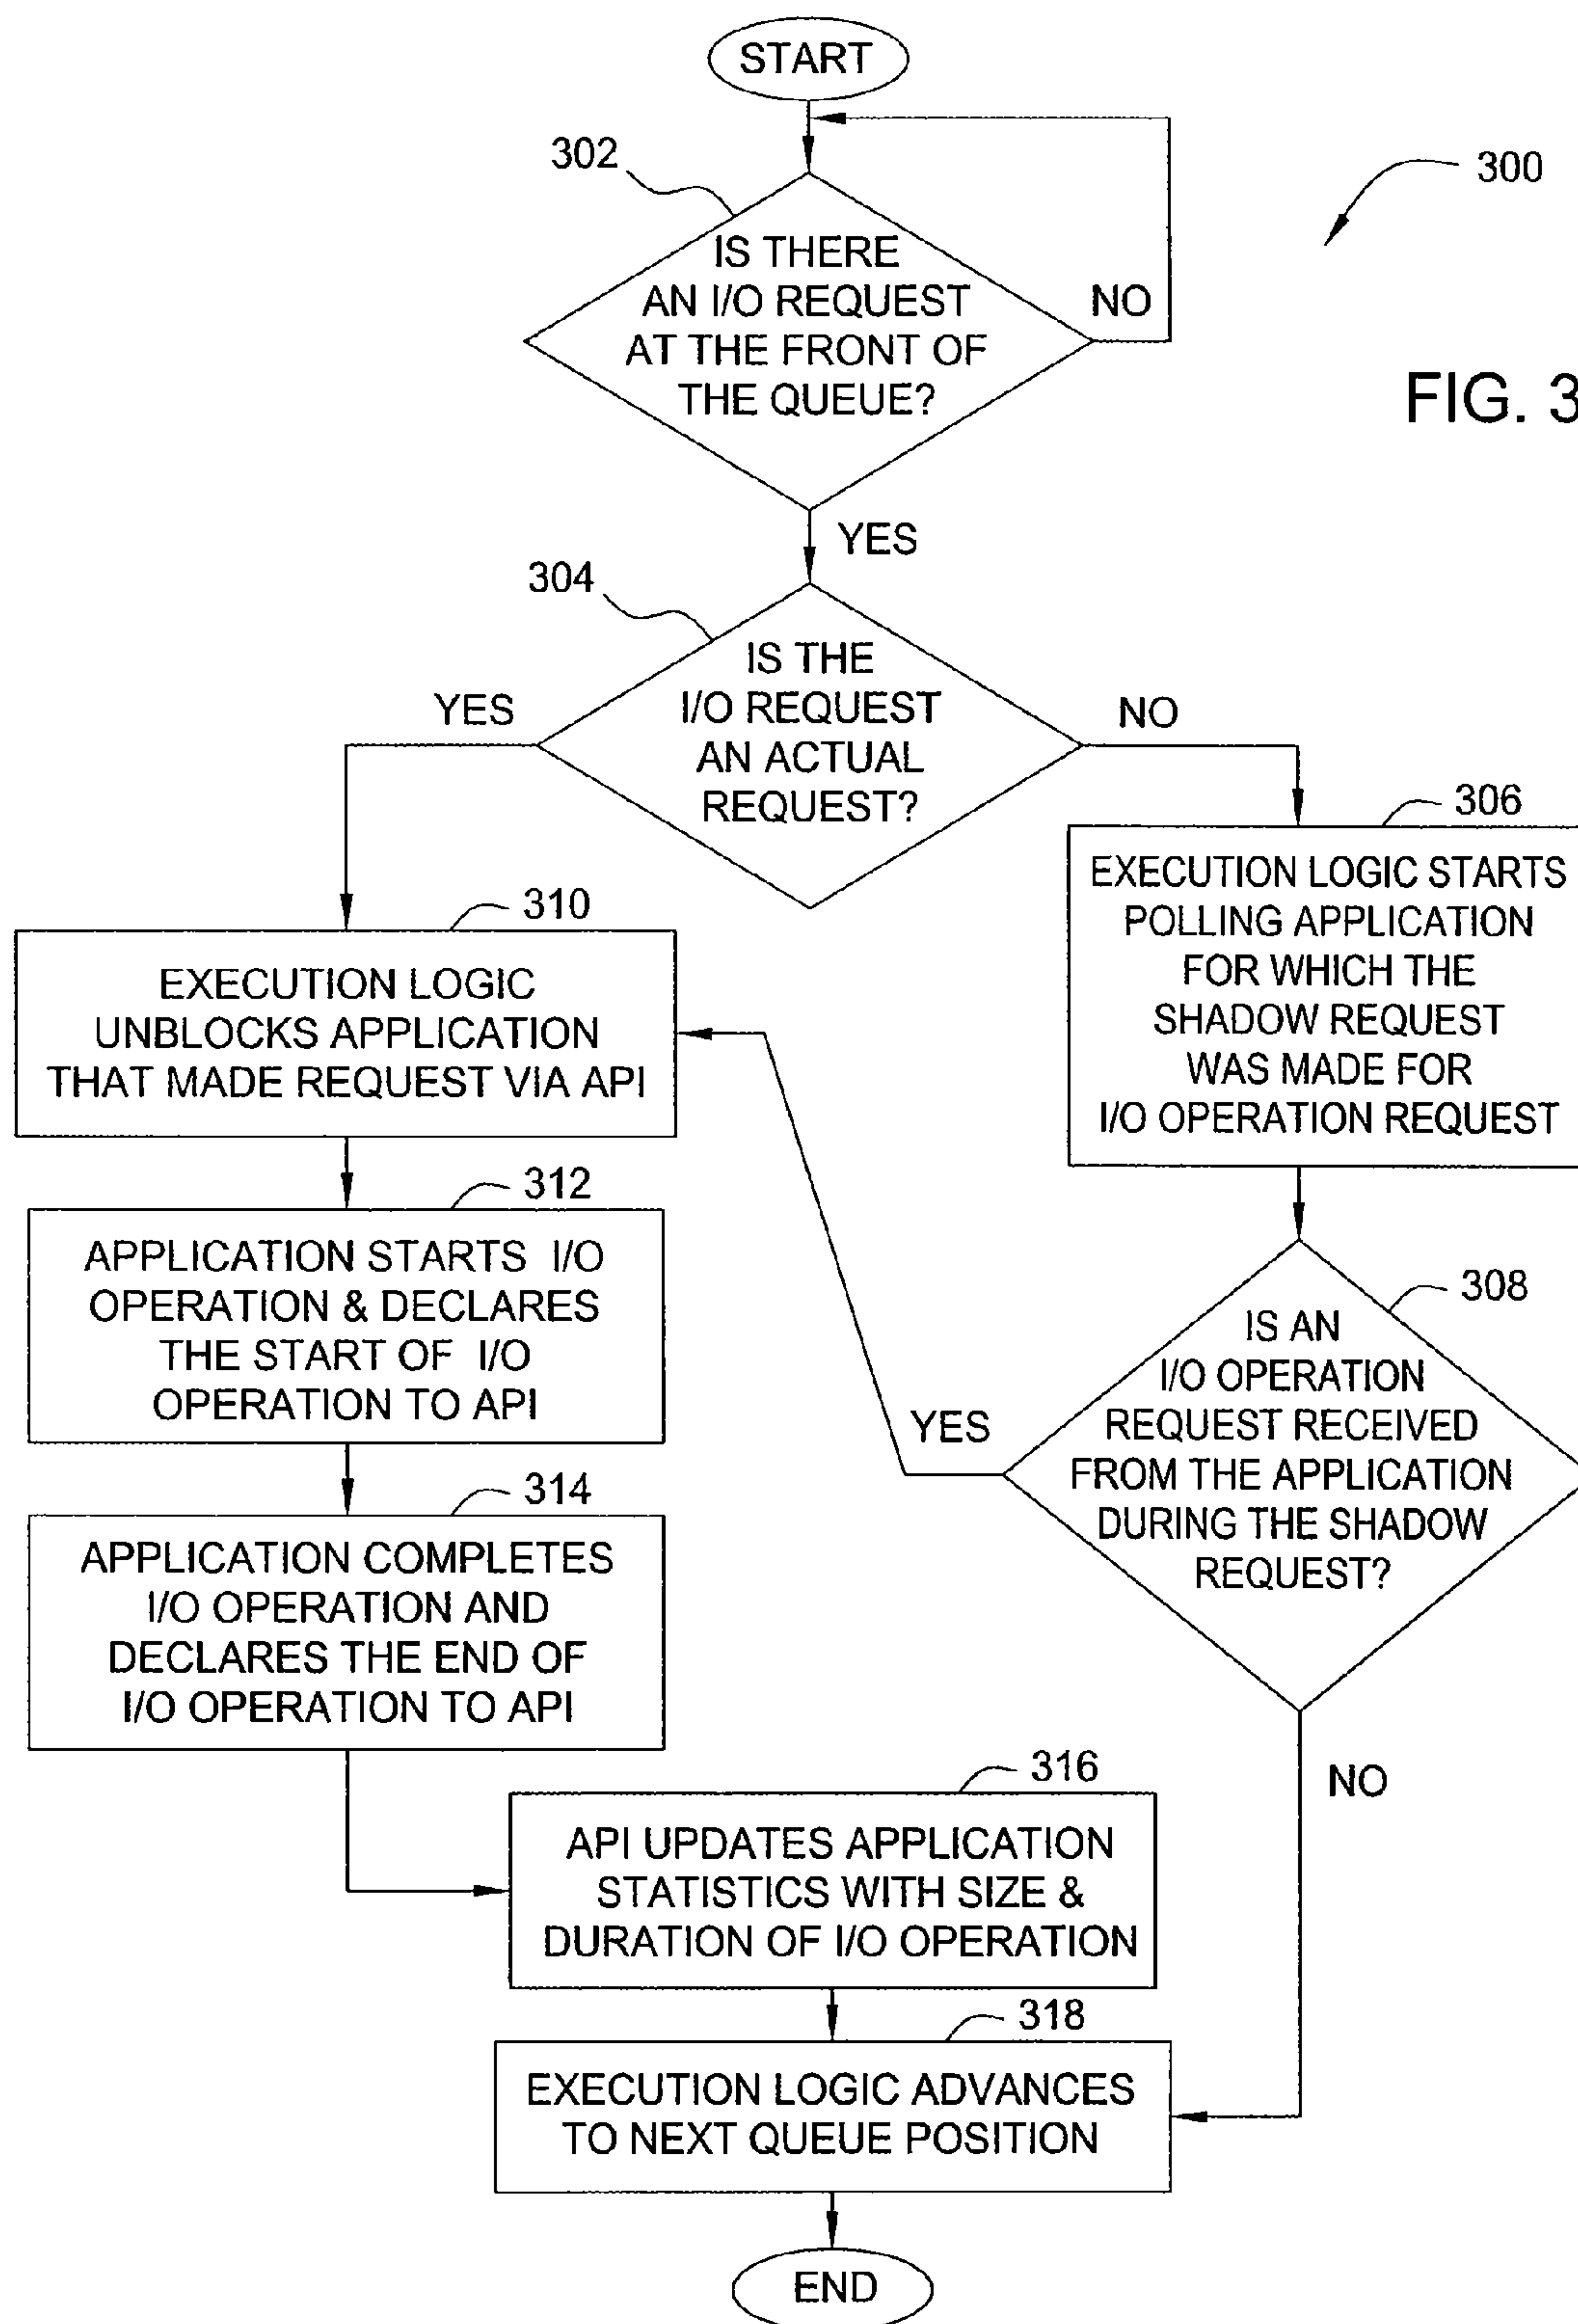 START
302
300
IS THERE
AN I/O REQUEST
AT THE FRONT OF
THE QUEUE?
NO
FIG. 3
YES
304
IS THE
I/O REQUEST
AN ACTUAL
REQUEST?
YES
NO
306
EXECUTION LOGIC STARTS
POLLING APPLICATION
FOR WHICH THE
SHADOW REQUEST
WAS MADE FOR
I/O OPERATION REQUEST
310
EXECUTION LOGIC
UNBLOCKS APPLICATION
THAT MADE REQUEST VIA API
312
APPLICATION STARTS I/O
OPERATION & DECLARES
THE START OF I/O
OPERATION TO API
308
IS AN
I/O OPERATION
REQUEST RECEIVED
FROM THE APPLICATION
DURING THE SHADOW
REQUEST?
YES
NO
314
APPLICATION COMPLETES
I/O OPERATION AND
DECLARES THE END OF
I/O OPERATION TO API
316
API UPDATES APPLICATION
STATISTICS WITH SIZE &
DURATION OF I/O OPERATION
318
EXECUTION LOGIC ADVANCES
TO NEXT QUEUE POSITION
END